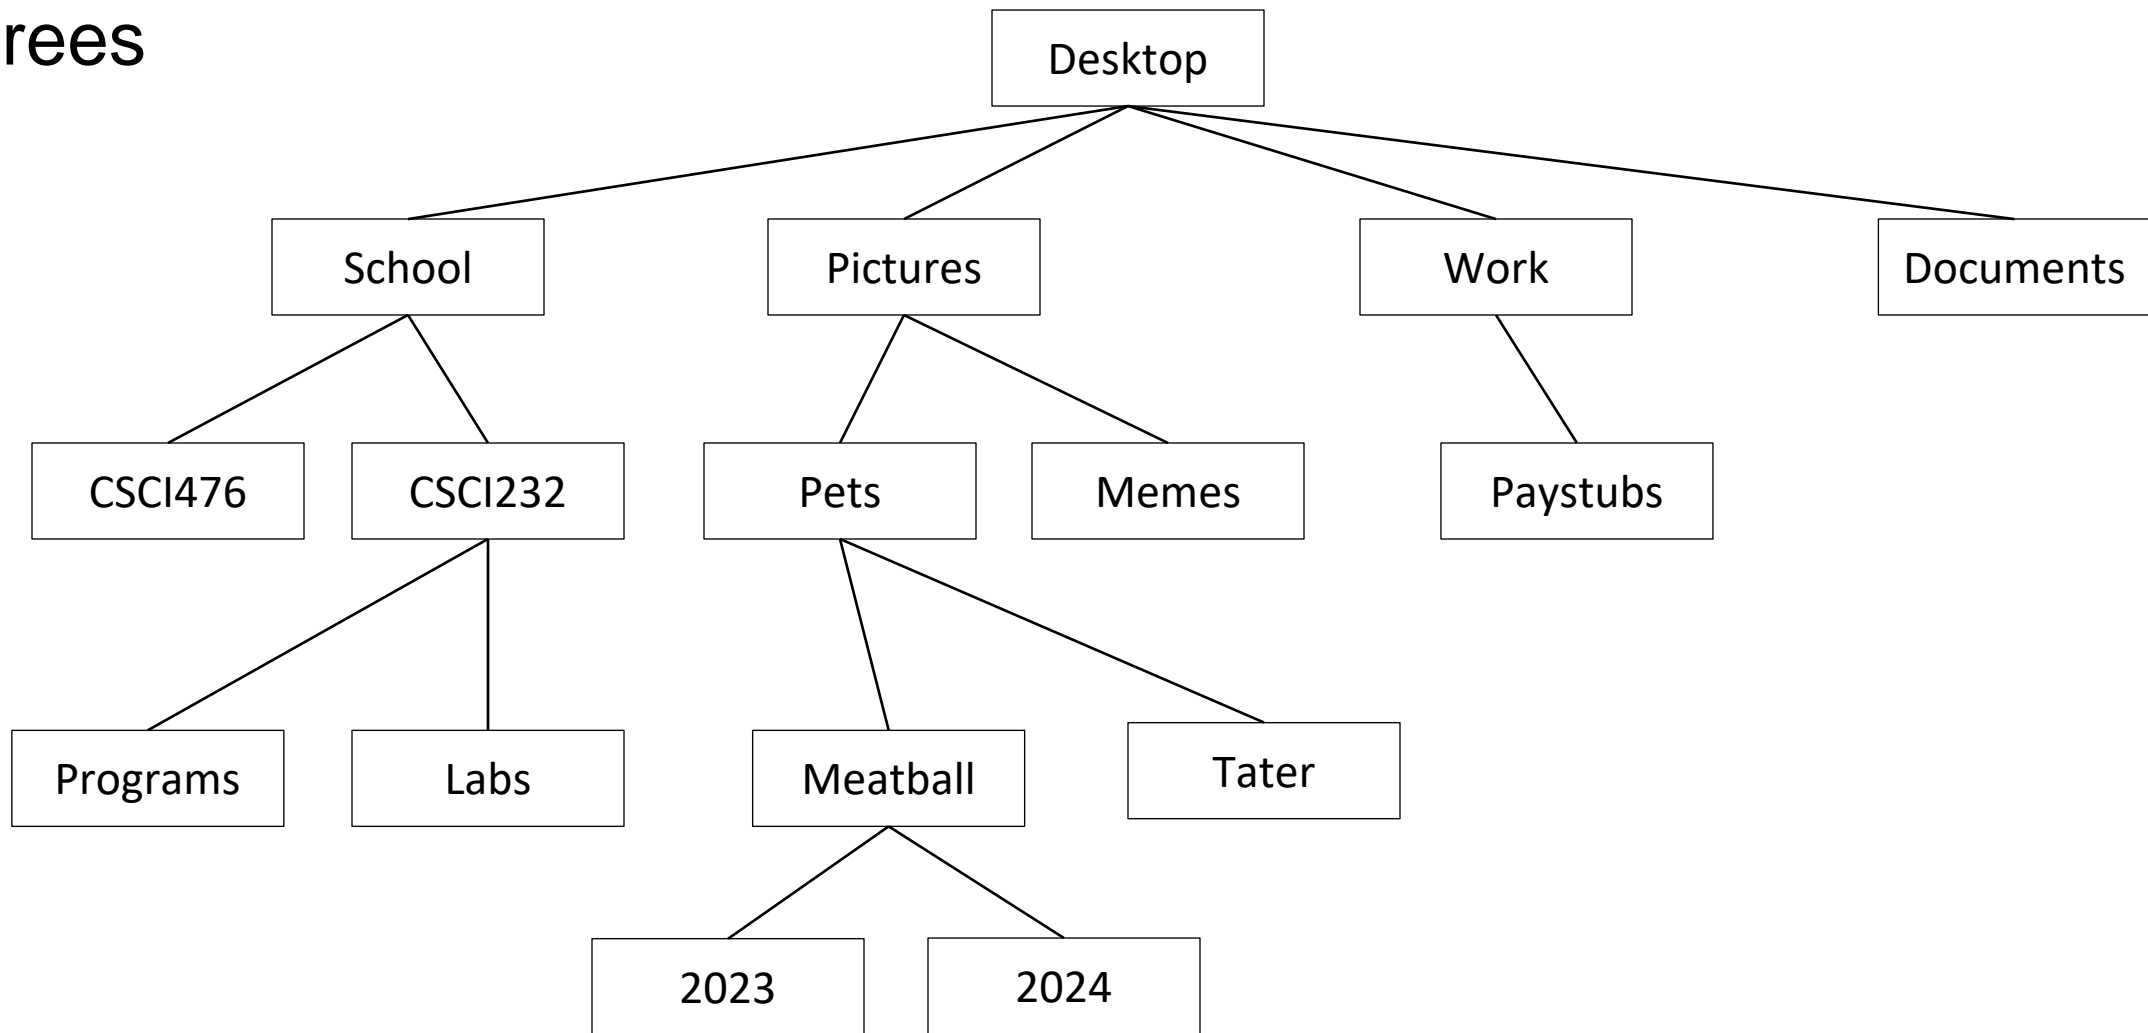 rees
Desktop
School
Pictures
Work
Documents
CSCI476
CSCI232
Pets
Memes
Paystubs
Programs
Labs
Meatball
Tater
2023
2024